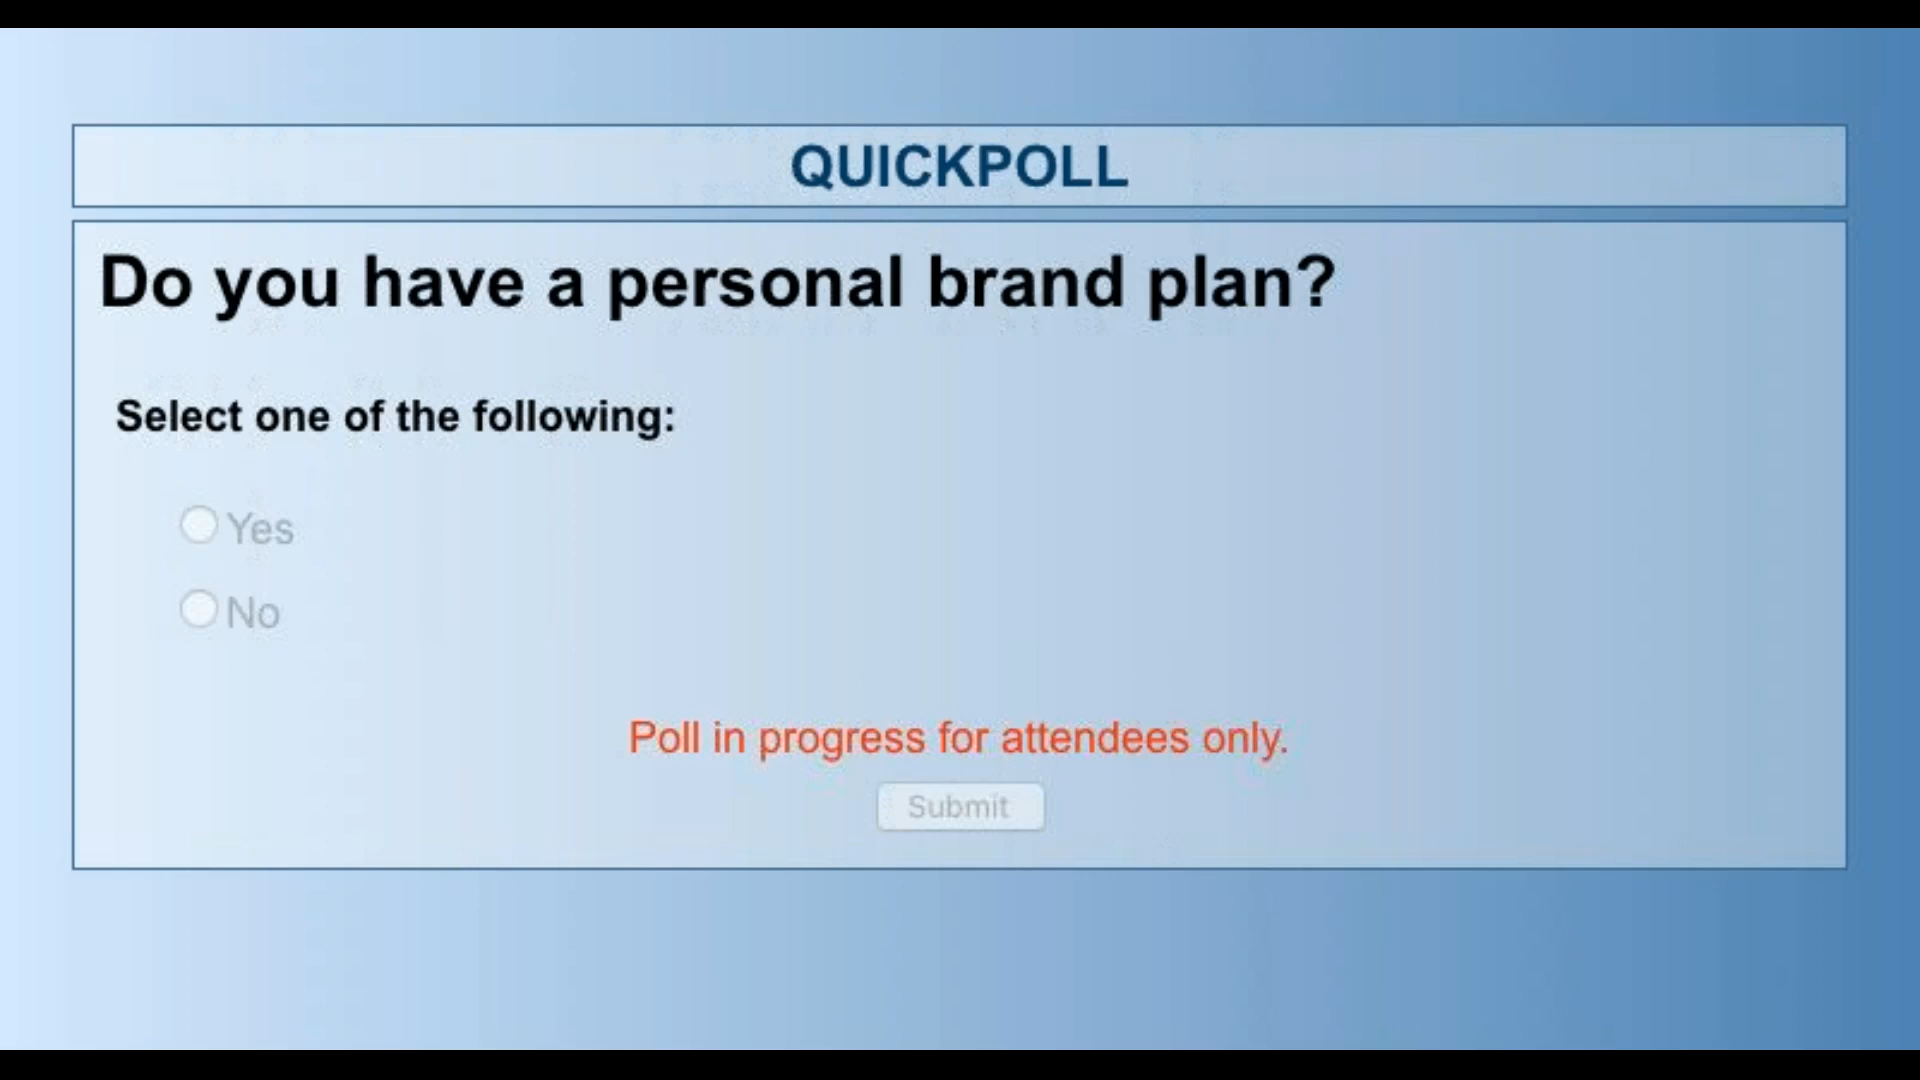 QUICKPOLL
Do you have a personal brand plan?
Select one of the following:
Yes
No
Poll in progress for attendees only.
Submit